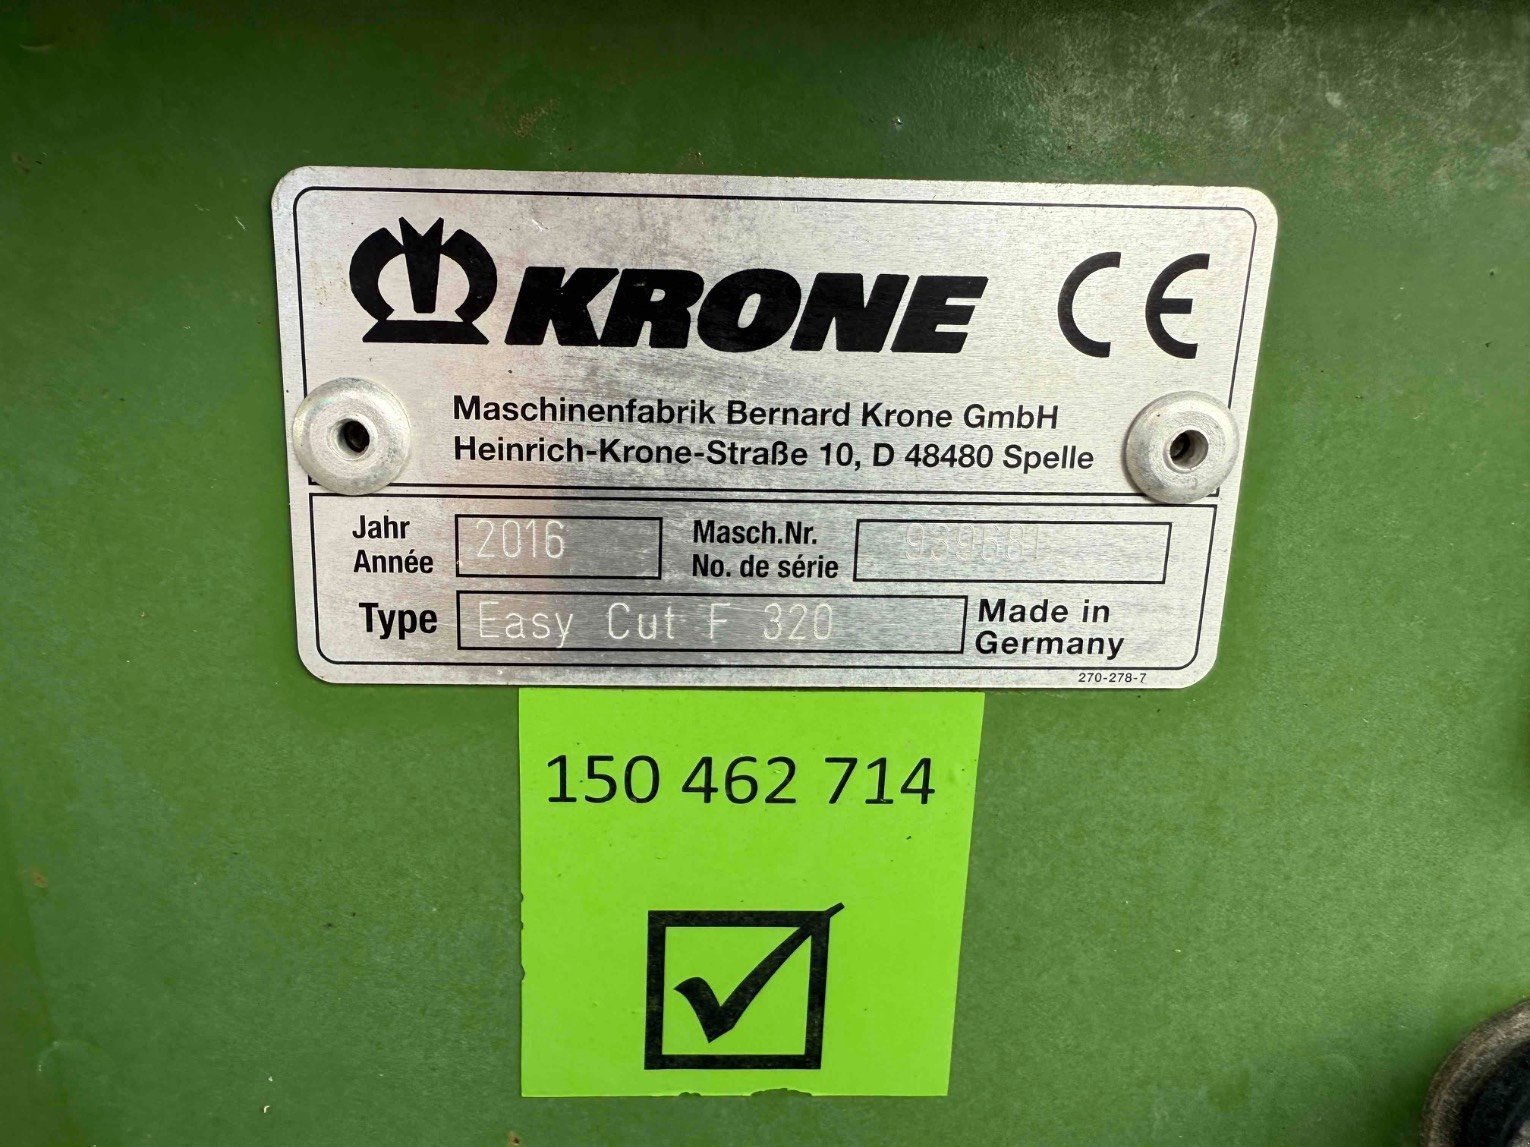 KRONE CE
Maschinenfabrik Bernard Krone GmbH
Heinrich-Krone-Straße 10, D 48480 Spelle
Jahr 2016 Masch.Nr.
Année No. de série
Type Easy Cut F 320 Made in
Germany
270-278-7
150 462 714